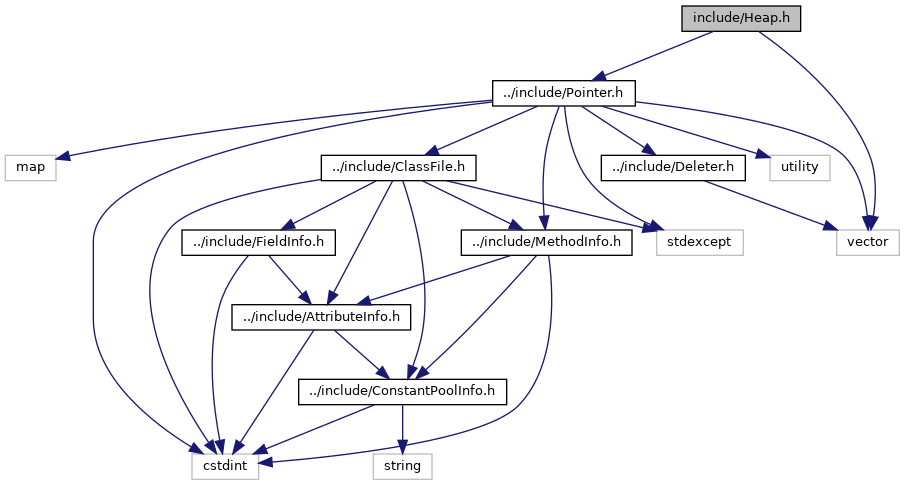 include/Heap.h
../include/Pointer.h
map
../include/ClassFile.h
../include/Deleter.h
utility
../include/FieldInfo.h
../include/MethodInfo.h
stdexcept
vector
../include/AttributeInfo.h
../include/ConstantPoolInfo.h
cstdint
string